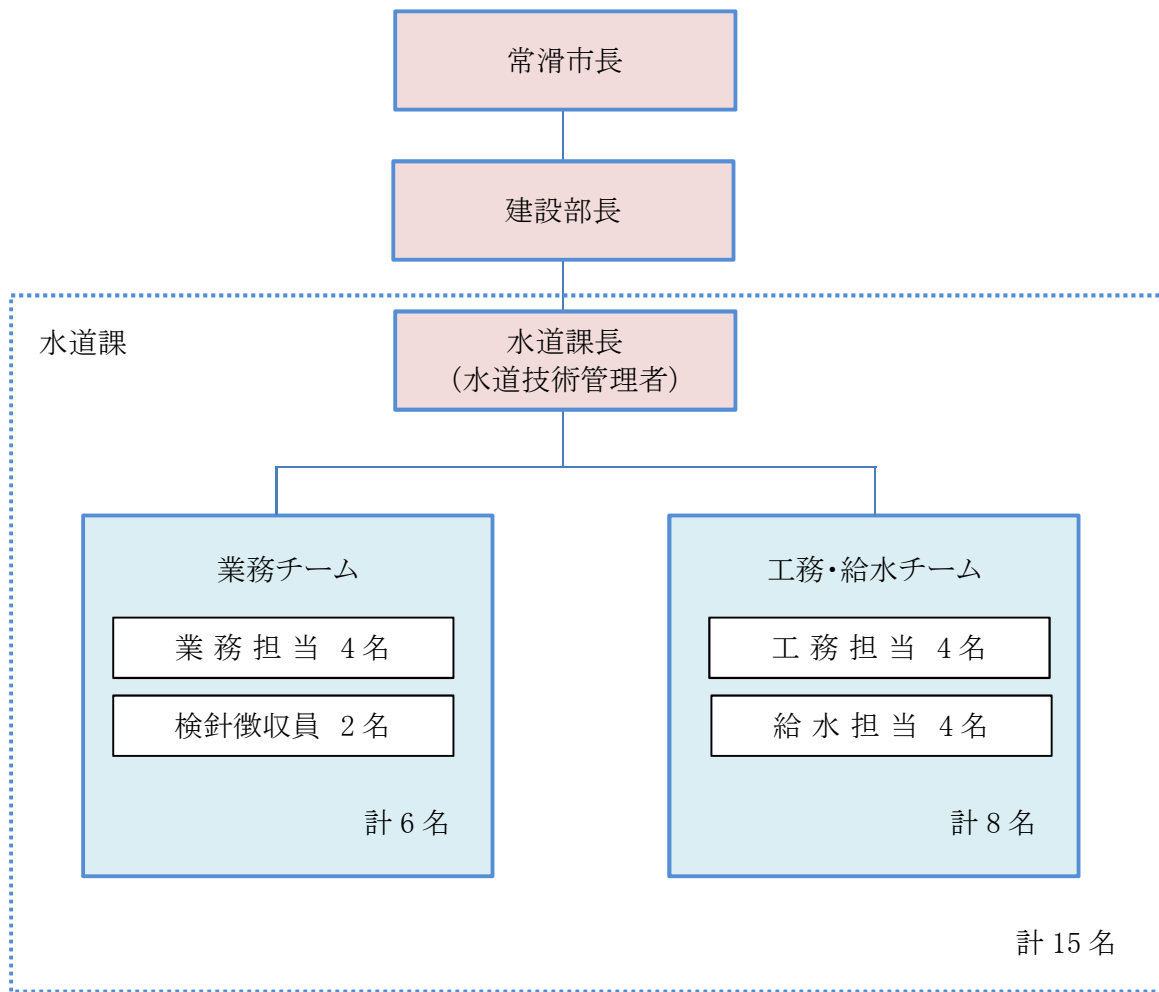 常滑市長
建設部長
水道課
水道課長
(水道技術管理者)
業務チーム
業務担当 4名
検針徴収員 2名
計6名
工務・給水チーム
工務担当 4名
給水担当 4名
計8名
計15名